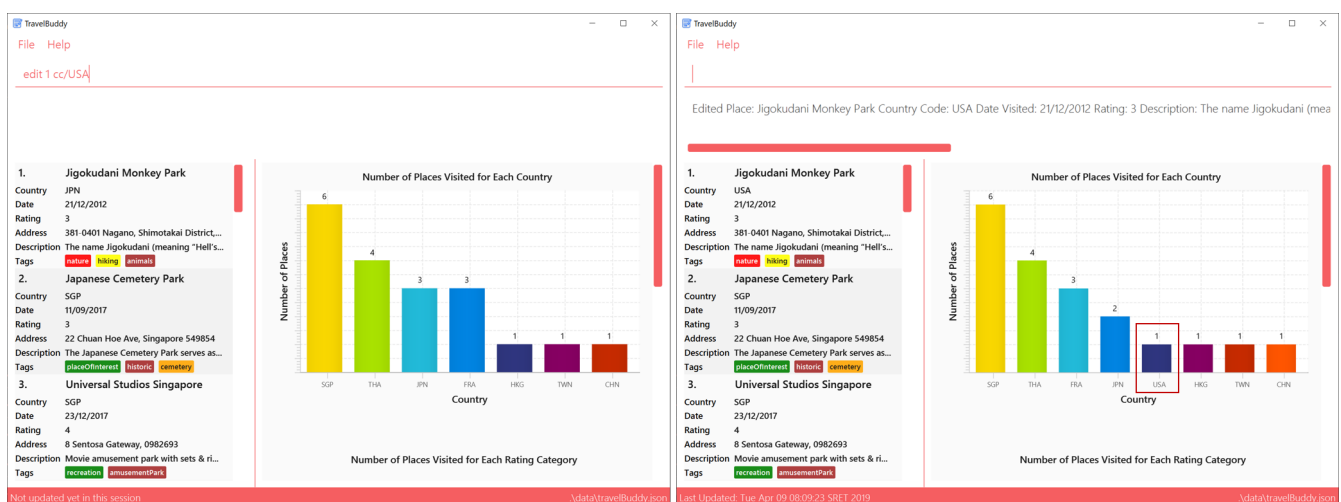 TravelBuddy
File Help
edit 1 cc/USA
1. Jigokudani Monkey Park
Country JPN
Date 21/12/2012
Rating 3
Address 381-0401 Nagano, Shimotakai District,...
Description The name Jigokudani (meaning “Hell's...
Tags nature hiking animals
2. Japanese Cemetery Park
Country SGP
Date 11/09/2017
Rating 3
Address 22 Chuan Hoe Ave, Singapore 549854
Description The Japanese Cemetery Park serves as...
Tags placeOfInterest historic cemetery
3. Universal Studios Singapore
Country SGP
Date 23/12/2017
Rating 4
Address 8 Sentosa Gateway, 0982693
Description Movie amusement park with sets & ri...
Tags recreation amusementPark
Number of Places Visited for Each Country
Number of Places
6 4 3 3 1 1 1
SGP THA JPN FRA HKG TWN CHN
Country
Number of Places Visited for Each Rating Category
Not updated yet in this session .\data\travelBuddy.json
TravelBuddy
File Help
Edited Place: Jigokudani Monkey Park Country Code: USA Date Visited: 21/12/2012 Rating: 3 Description: The name Jigokudani (mea
1. Jigokudani Monkey Park
Country USA
Date 21/12/2012
Rating 3
Address 381-0401 Nagano, Shimotakai District,...
Description The name Jigokudani (meaning “Hell's...
Tags nature hiking animals
2. Japanese Cemetery Park
Country SGP
Date 11/09/2017
Rating 3
Address 22 Chuan Hoe Ave, Singapore 549854
Description The Japanese Cemetery Park serves as...
Tags placeOfInterest historic cemetery
3. Universal Studios Singapore
Country SGP
Date 23/12/2017
Rating 4
Address 8 Sentosa Gateway, 0982693
Description Movie amusement park with sets & ri...
Tags recreation amusementPark
Number of Places Visited for Each Country
Number of Places
6 4 3 2 1 1 1 1
SGP THA FRA JPN USA HKG TWN CHN
Country
Number of Places Visited for Each Rating Category
Last Updated: Tue Apr 09 08:09:23 SRET 2019 .\data\travelBuddy.json